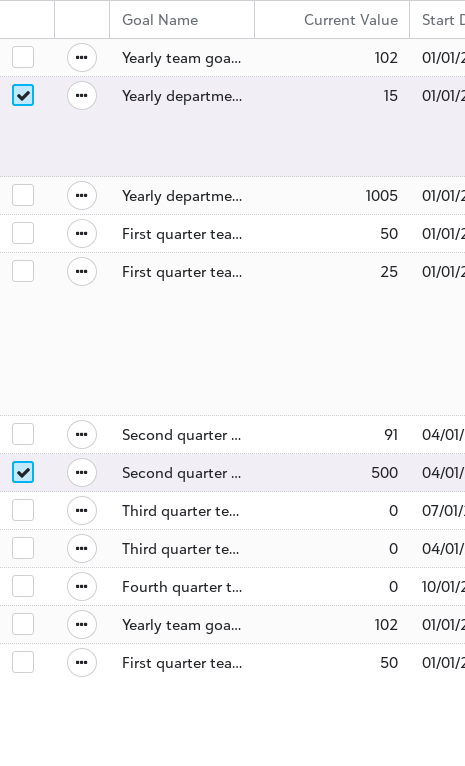 Goal Name Current Value Start D
Yearly team goa... 102 01/01/2
Yearly departme... 15 01/01/2
Yearly departme... 1005 01/01/2
First quarter tea... 50 01/01/2
First quarter tea... 25 01/01/2
Second quarter ... 91 04/01/
Second quarter ... 500 04/01/
Third quarter te... 0 07/01/
Third quarter te... 0 04/01/
Fourth quarter t... 0 10/01/2
Yearly team goa... 102 01/01/2
First quarter tea... 50 01/01/2